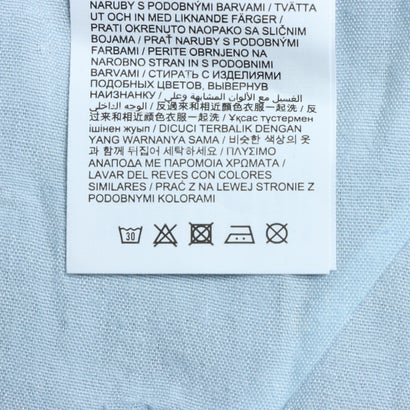 NARUBY S PODOBNÝMI BARVAMI / TVÄTTA
UT OCH IN MED LIKNANDE FÄRGER /
PRATI OKRENUTO NAOPAKO SA SLIČNIM
BOJAMA / PRAŤ NARUBY S PODOBNÝMI
FARBAMI / PERITE OBRNJENO NA
NAROBNO STRAN IN S PODOBNIMI
BARVAMI / СТИРАТЬ С ИЗДЕЛИЯМИ
ПОДОБНЫХ ЦВЕТОВ, ВЫВЕРНУВ
НАИЗНАНКУ / الغسيل مع الألوان المشابهة وعلى
الوجه الداخلي / 反過來和相近顏色衣服一起洗 / 反
过来和相近颜色衣服一起洗 / Ұқсас түстермен
ішінен жуып / DICUCI TERBALIK DENGAN
YANG WARNANYA SAMA / 비슷한 색상의 옷
과 함께 뒤집어 세탁하세요 / ΠΛΥΣΙΜΟ
ΑΝΑΠΟΔΑ ΜΕ ΠΑΡΟΜΟΙΑ ΧΡΩΜΑΤΑ /
LAVAR DEL REVES CON COLORES
SIMILARES / PRAĆ Z NA LEWEJ STRONIE Z
PODOBNYMI KOLORAMI
30